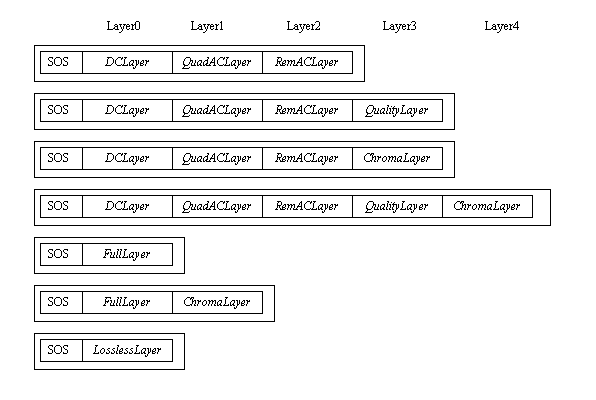 Layer0 Layer1 Layer2 Layer3 Layer4
SOS DCLayer QuadACLayer RemACLayer
SOS DCLayer QuadACLayer RemACLayer QualityLayer
SOS DCLayer QuadACLayer RemACLayer ChromaLayer
SOS DCLayer QuadACLayer RemACLayer QualityLayer ChromaLayer
SOS FullLayer
SOS FullLayer ChromaLayer
SOS LosslessLayer